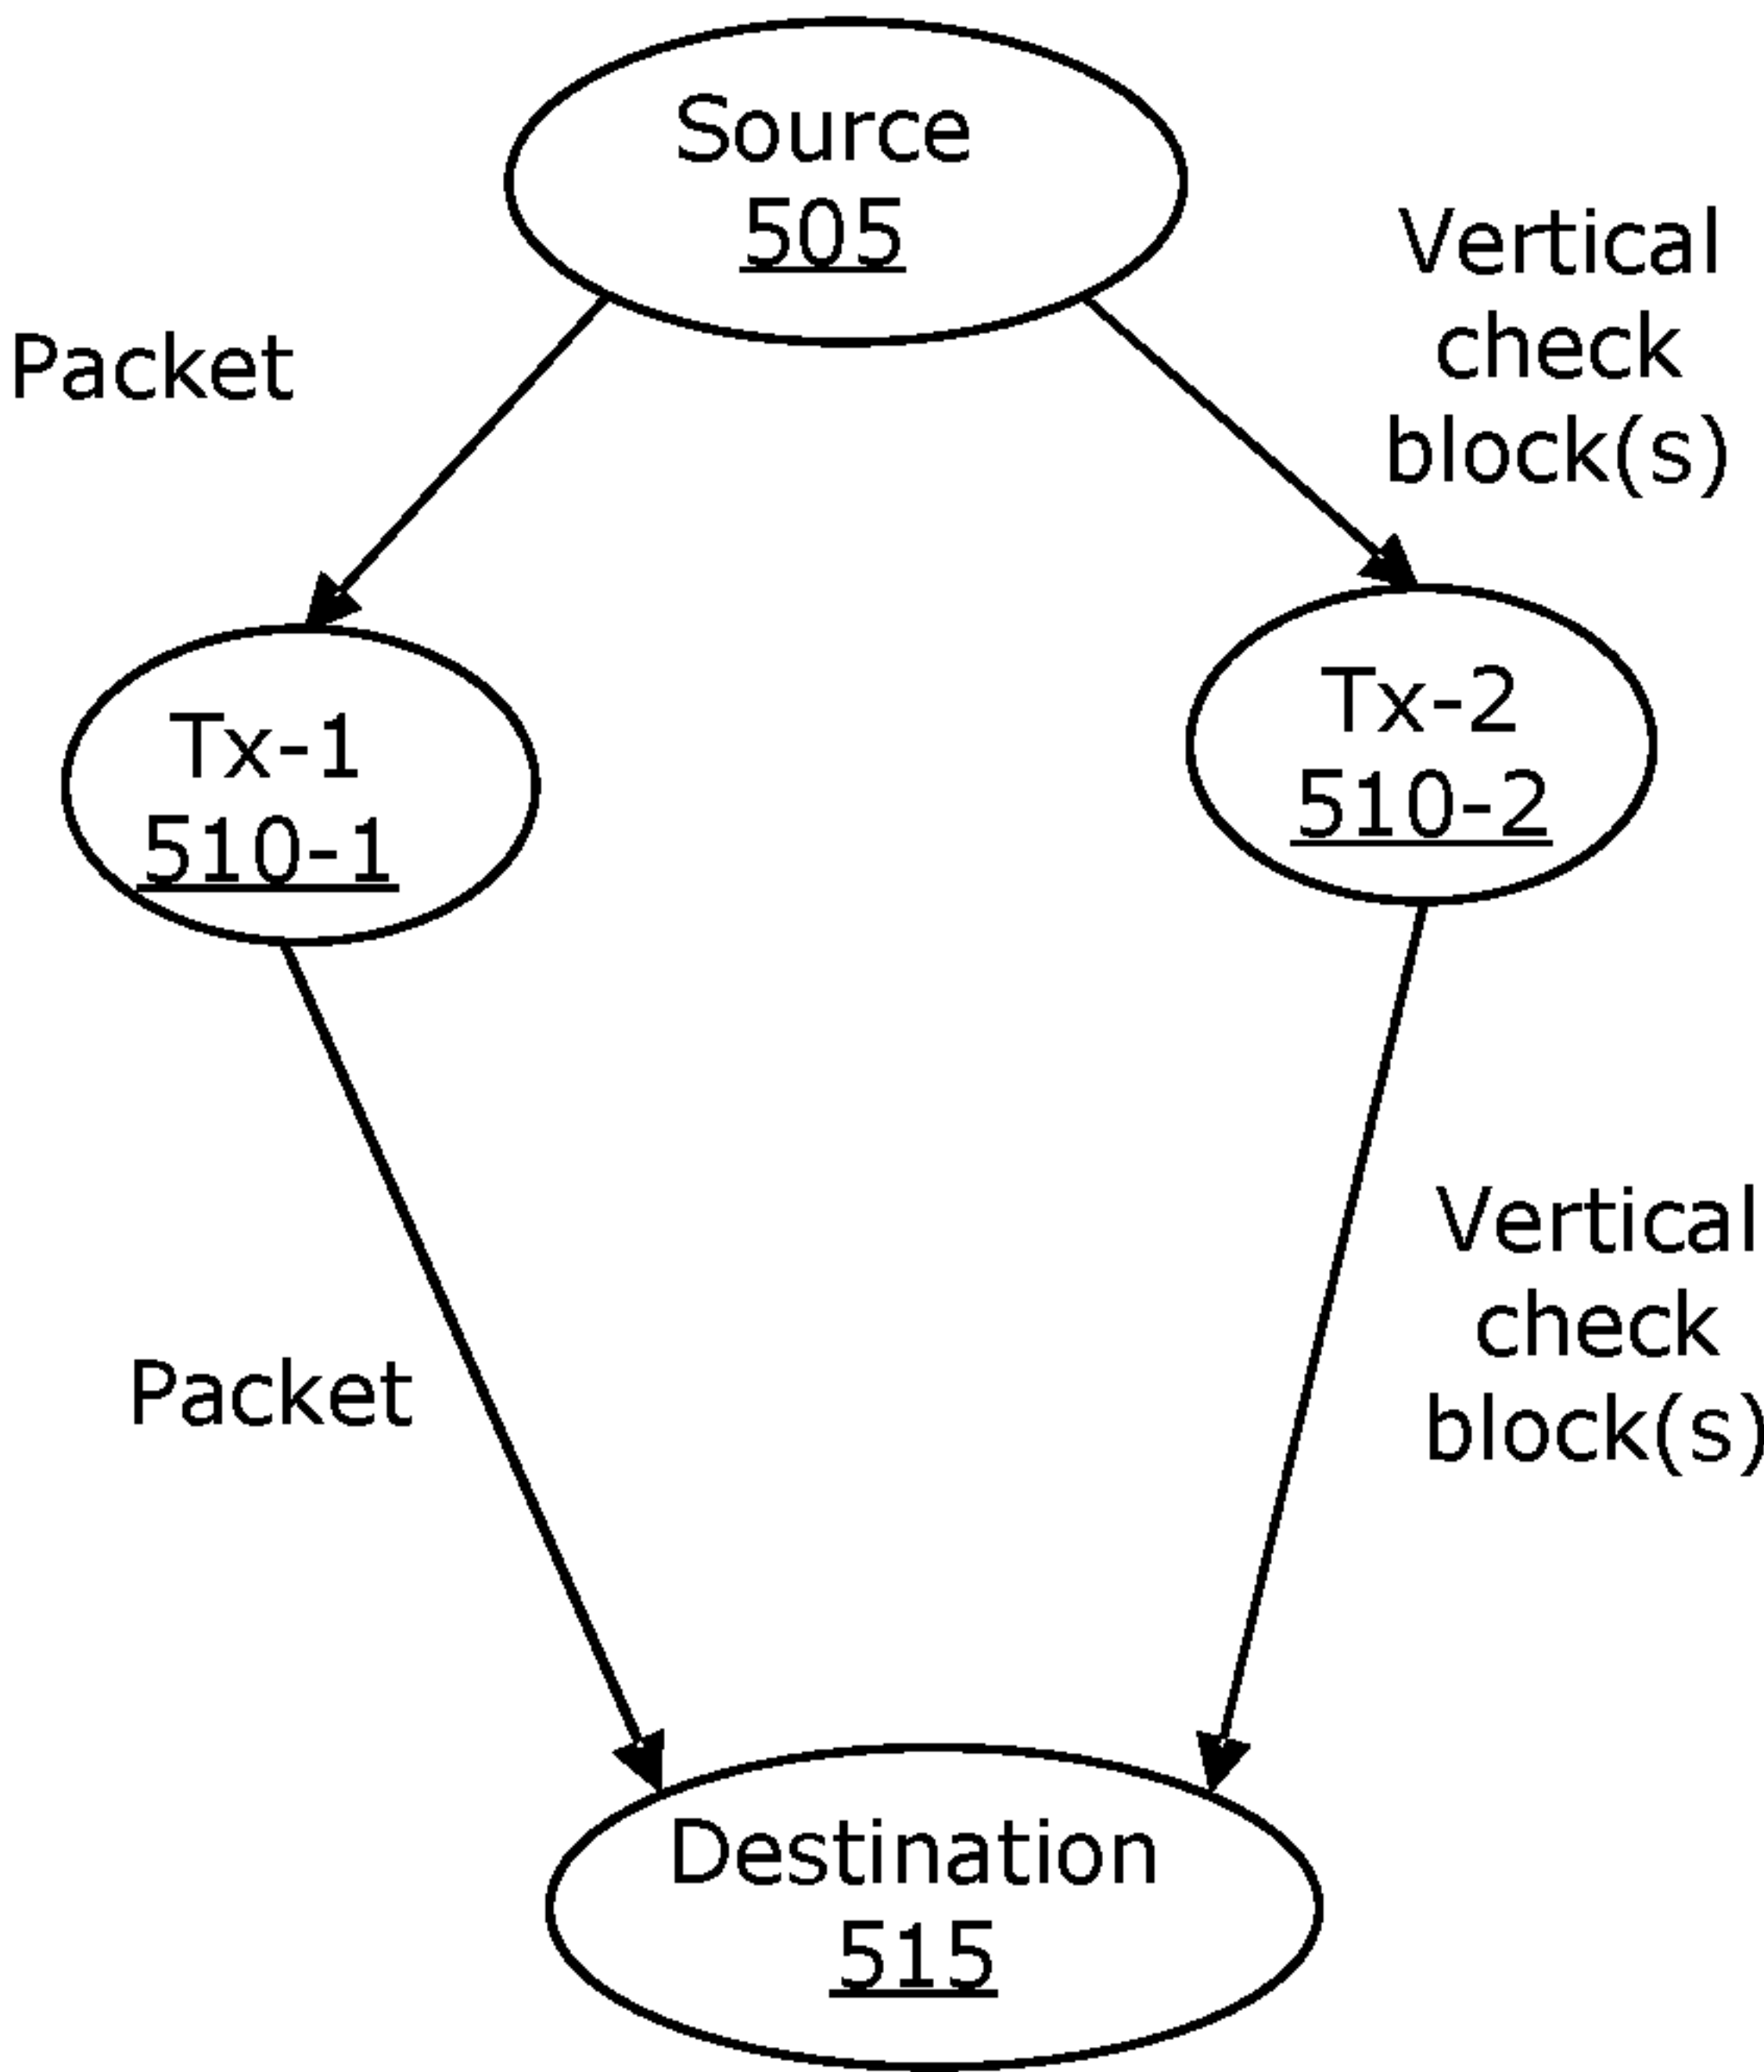 Source
505
Packet
Vertical
check
block(s)
Tx-1
510-1
Tx-2
510-2
Packet
Vertical
check
block(s)
Destination
515